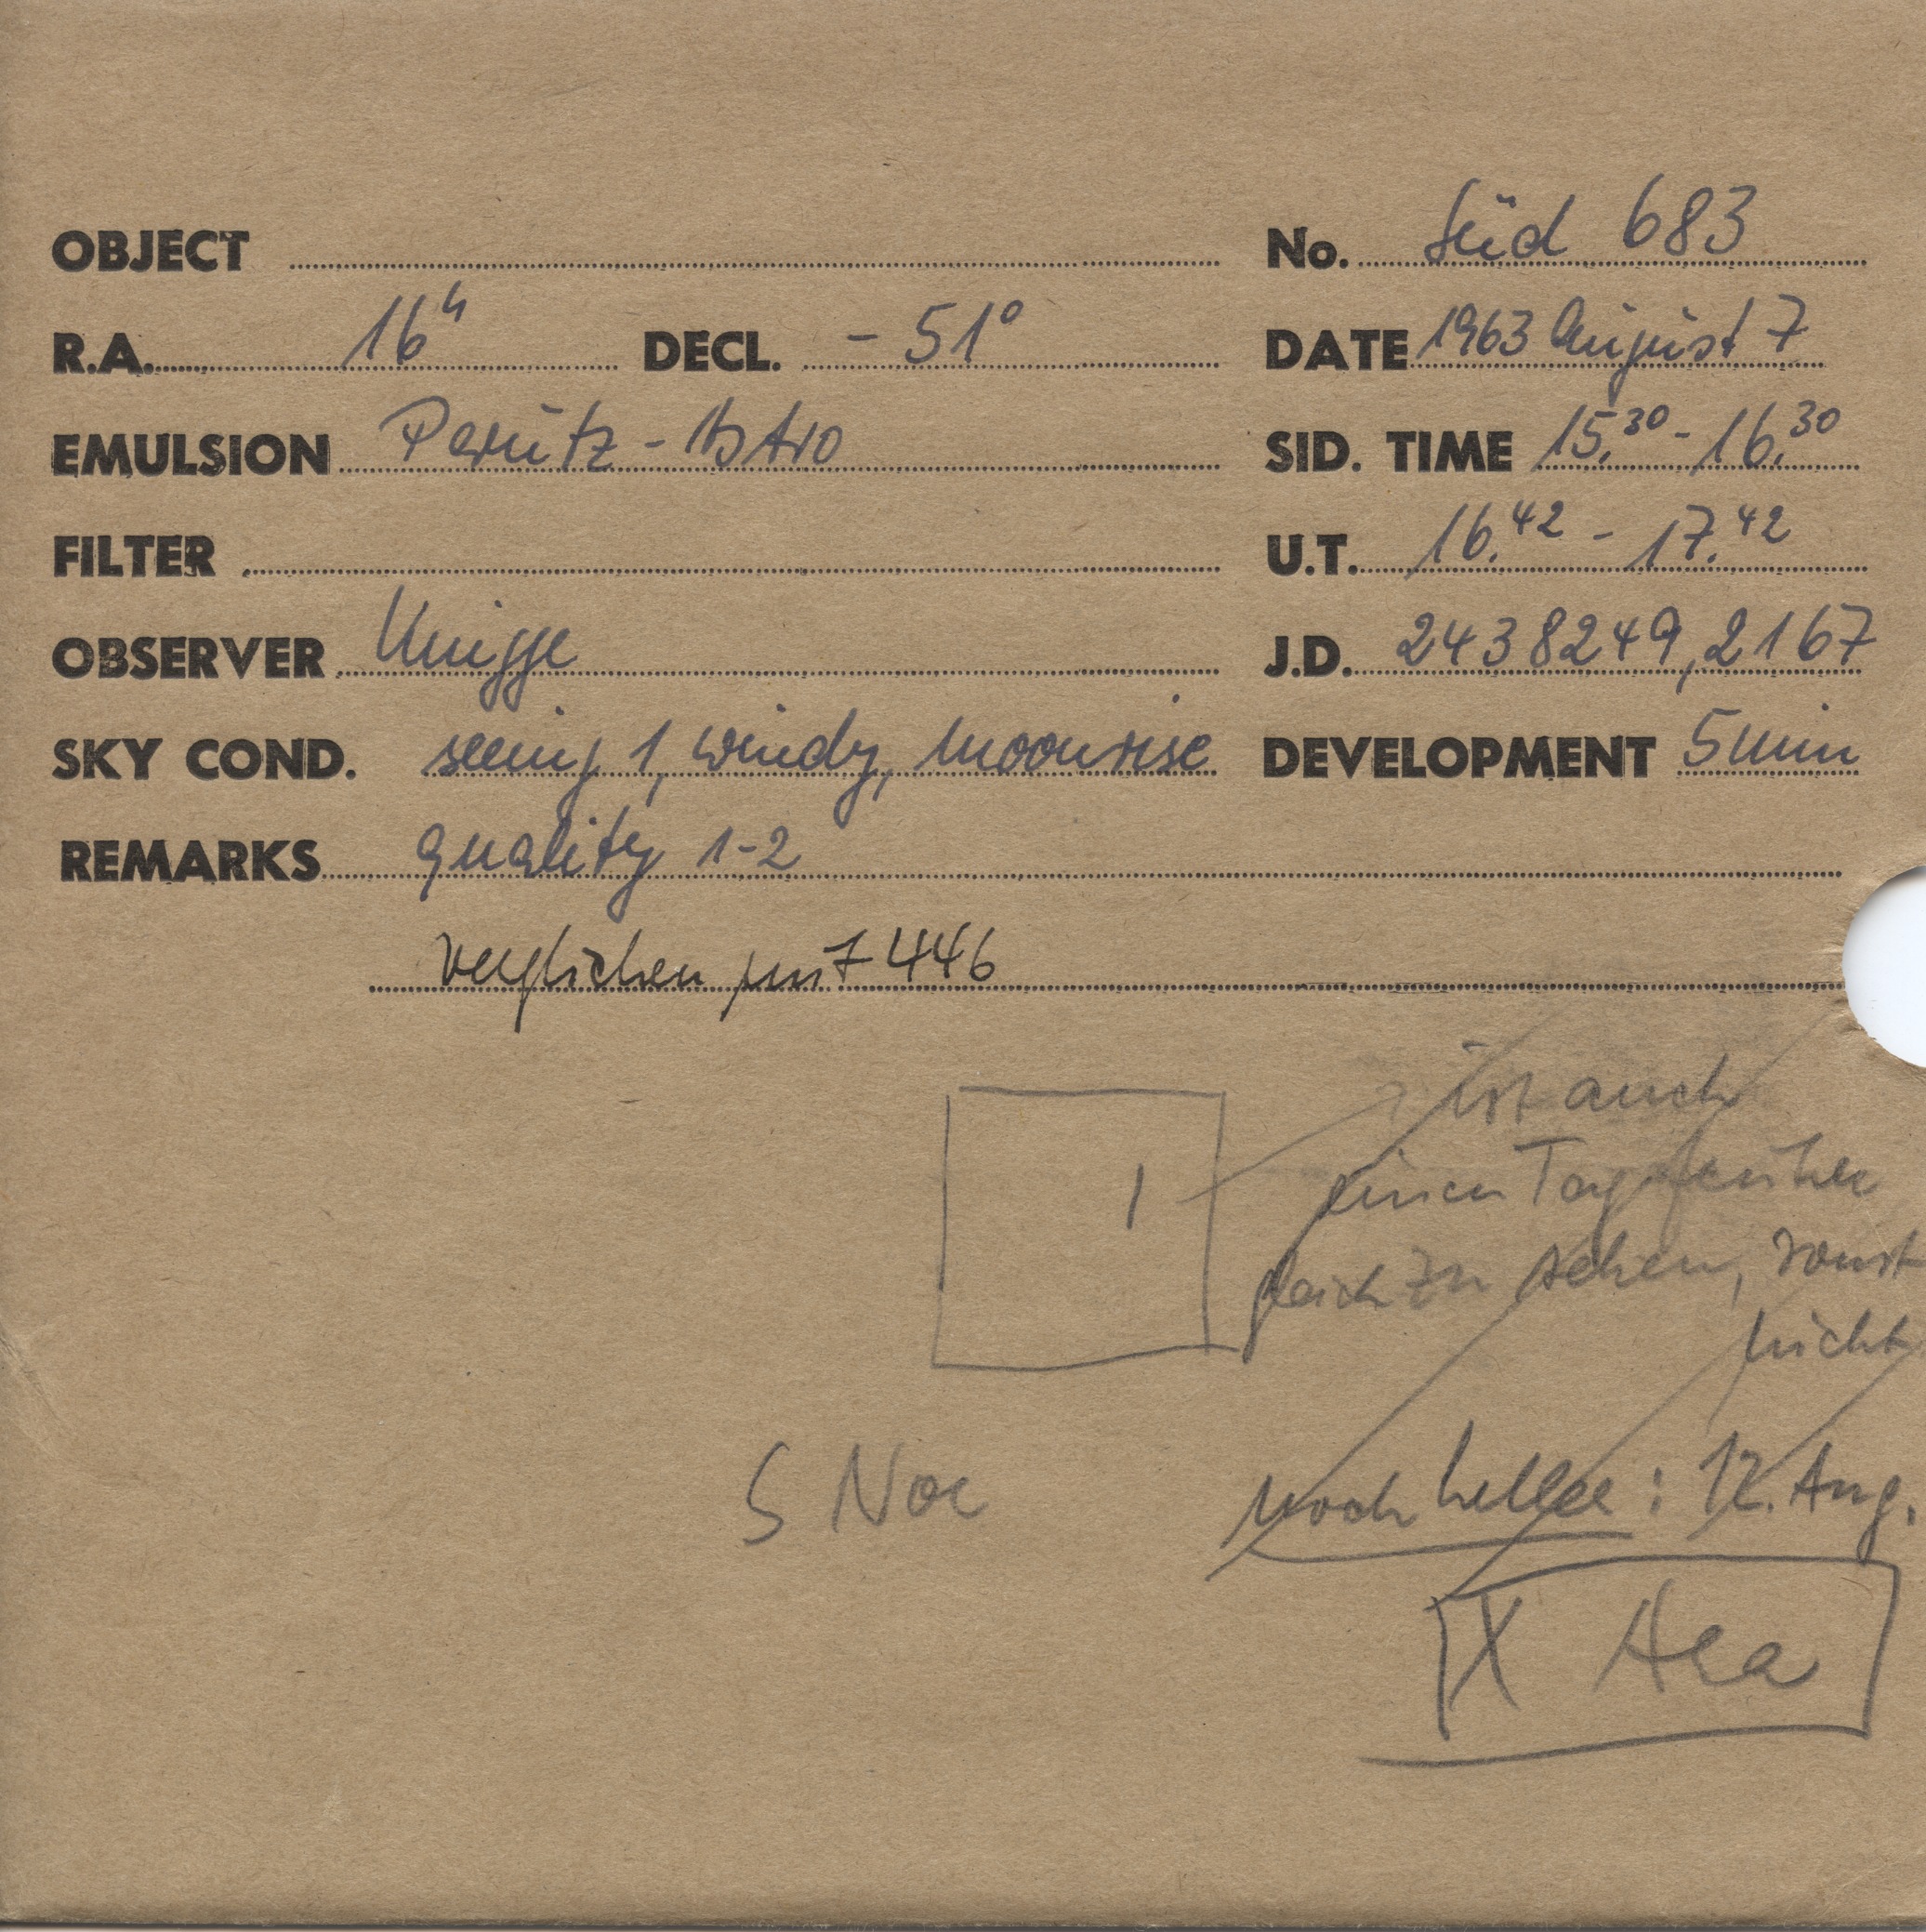 OBJECT
No. Süd 683
R.A. 16h DECL. - 51°
DATE 1963 August 7
EMULSION Perutz - Astro
SID. TIME 15.30 - 16.30
FILTER
U.T. 16.42 - 17.42
OBSERVER Knigge
J.D. 2438249,2167
SKY COND. seeing 1, windy, moonrise
DEVELOPMENT 5 min
REMARKS quality 1-2
verglichen mit 446
ist auch
einen Tag früher
gleich zu sehen, sonst
nicht
S Nor
noch heller: 12. Aug.
X Ara